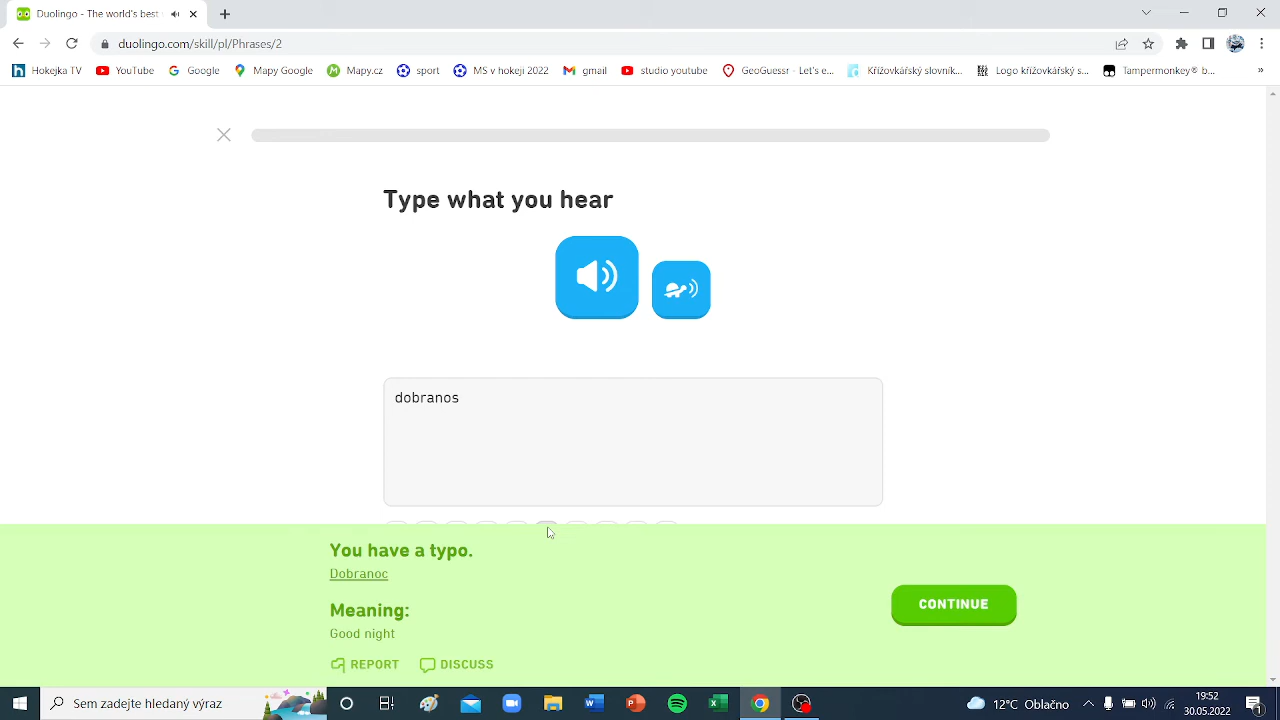 Duolingo - The world's best
duolingo.com/skill/pl/Phrases/2
Hokejka TV YouTube Google Mapy Google Mapy.cz sport MS v hokeji 2022 gmail studio youtube GeoGuessr - Let's e... Křížovkářský slovník... Logo křížovkářský s... Tampermonkey® b... »
Type what you hear
dobranos
You have a typo.
Dobranoc
Meaning:
Good night
CONTINUE
REPORT DISCUSS
Sem zadejte hledaný výraz
12°C Oblačno
19:52
30.05.2022